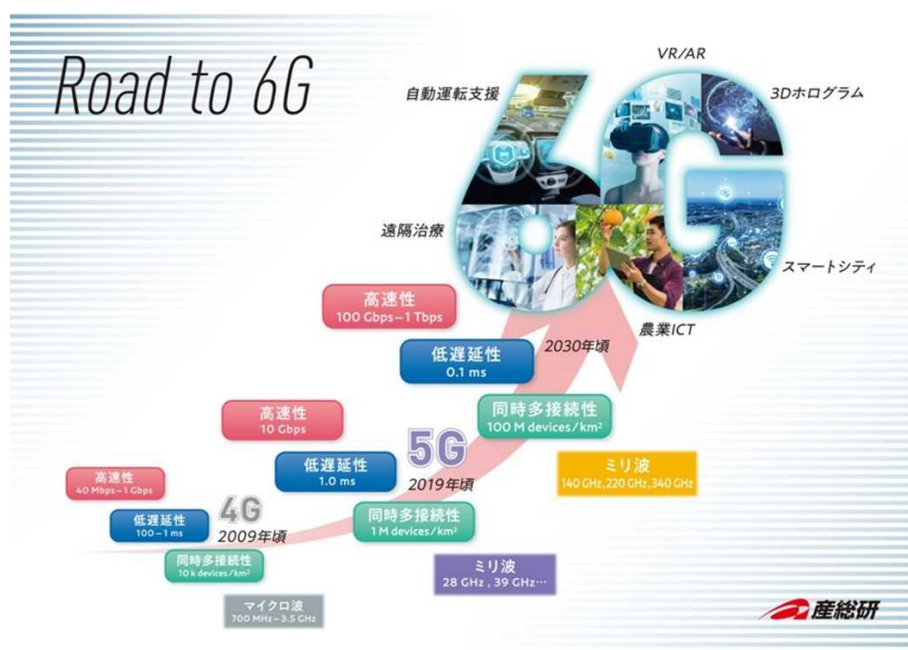 Road to 6G
VR/AR
自動運転支援
3Dホログラム
6G
遠隔治療
スマートシティ
農業ICT
高速性
100 Gbps–1 Tbps
2030年頃
低遅延性
0.1 ms
同時多接続性
100 M devices/km²
高速性
10 Gbps
5G
2019年頃
低遅延性
1.0 ms
同時多接続性
1 M devices/km²
ミリ波
140 GHz,220 GHz,340 GHz
高速性
40 Mbps–1 Gbps
4G
2009年頃
低遅延性
100–1 ms
同時多接続性
10 k devices/km²
ミリ波
28 GHz , 39 GHz…
マイクロ波
700 MHz–3.5 GHz
産総研